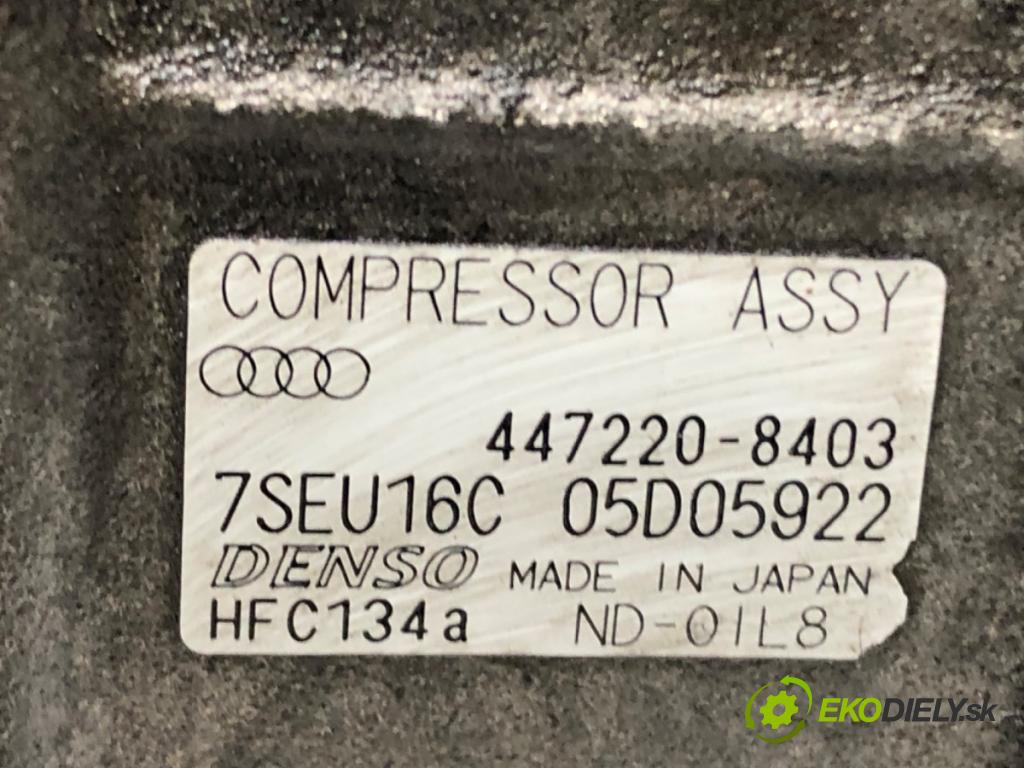 COMPRESSOR ASSY
447220-8403
7SEU16C 05D05922
DENSO MADE IN JAPAN
HFC134a ND-OIL8
EKODIELY.sk